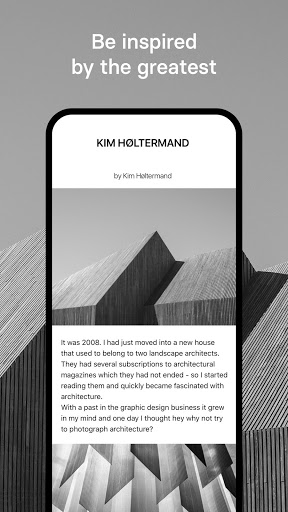 Be inspired
by the greatest
KIM HØLTERMAND
by Kim Høltermand
It was 2008. I had just moved into a new house
that used to belong to two landscape architects.
They had several subscriptions to architectural
magazines which they had not ended - so I started
reading them and quickly became fascinated with
architecture.
With a past in the graphic design business it grew
in my mind and one day I thought hey why not try
to photograph architecture?